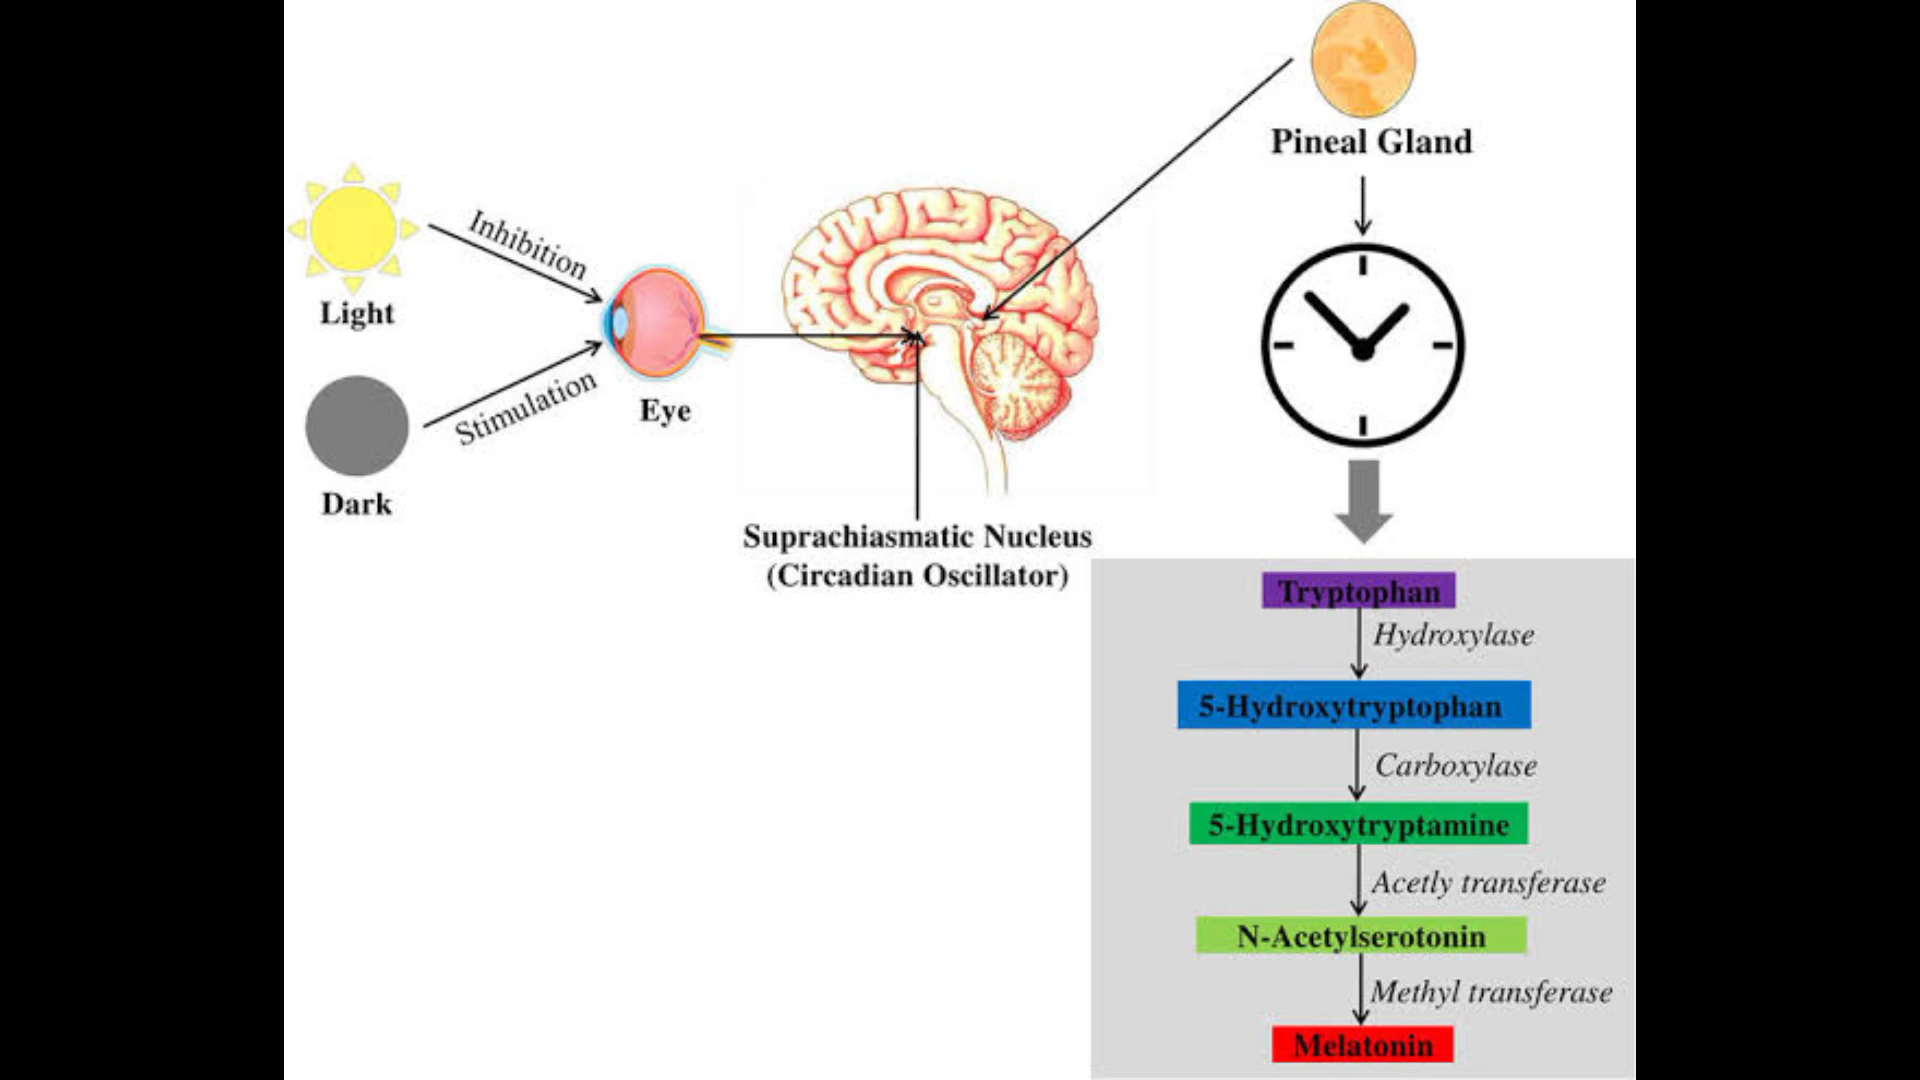 Pineal Gland
Inhibition
Light
Stimulation
Eye
Dark
Suprachiasmatic Nucleus
(Circadian Oscillator)
Tryptophan
Hydroxylase
5-Hydroxytryptophan
Carboxylase
5-Hydroxytryptamine
Acetly transferase
N-Acetylserotonin
Methyl transferase
Melatonin